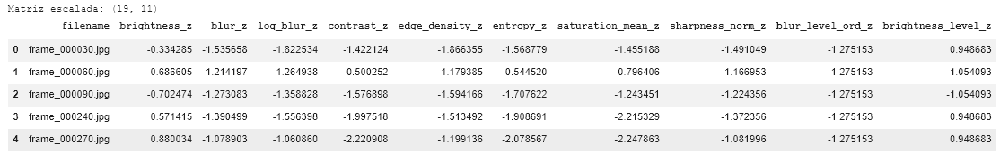 Matriz escalada: (19, 11)
filename brightness_z blur_z log_blur_z contrast_z edge_density_z entropy_z saturation_mean_z sharpness_norm_z blur_level_ord_z brightness_level_z
0 frame_000030.jpg -0.334285 -1.535658 -1.822534 -1.422124 -1.866355 -1.568779 -1.455188 -1.491049 -1.275153 0.948683
1 frame_000060.jpg -0.686605 -1.214197 -1.264938 -0.500252 -1.179385 -0.544520 -0.796406 -1.166953 -1.275153 -1.054093
2 frame_000090.jpg -0.702474 -1.273083 -1.358828 -1.576898 -1.594166 -1.707622 -1.243451 -1.224356 -1.275153 -1.054093
3 frame_000240.jpg 0.571415 -1.390499 -1.556398 -1.997518 -1.513492 -1.908691 -2.215329 -1.372356 -1.275153 0.948683
4 frame_000270.jpg 0.880034 -1.078903 -1.060860 -2.220908 -1.199136 -2.078567 -2.247863 -1.081996 -1.275153 0.948683